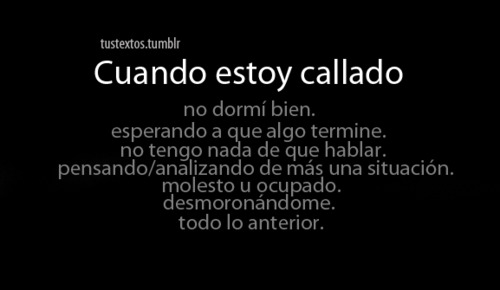 tustextos.tumblr
Cuando estoy callado
no dormí bien.
esperando a que algo termine.
no tengo nada de que hablar.
pensando/analizando de más una situación.
molesto u ocupado.
desmoronándome.
todo lo anterior.